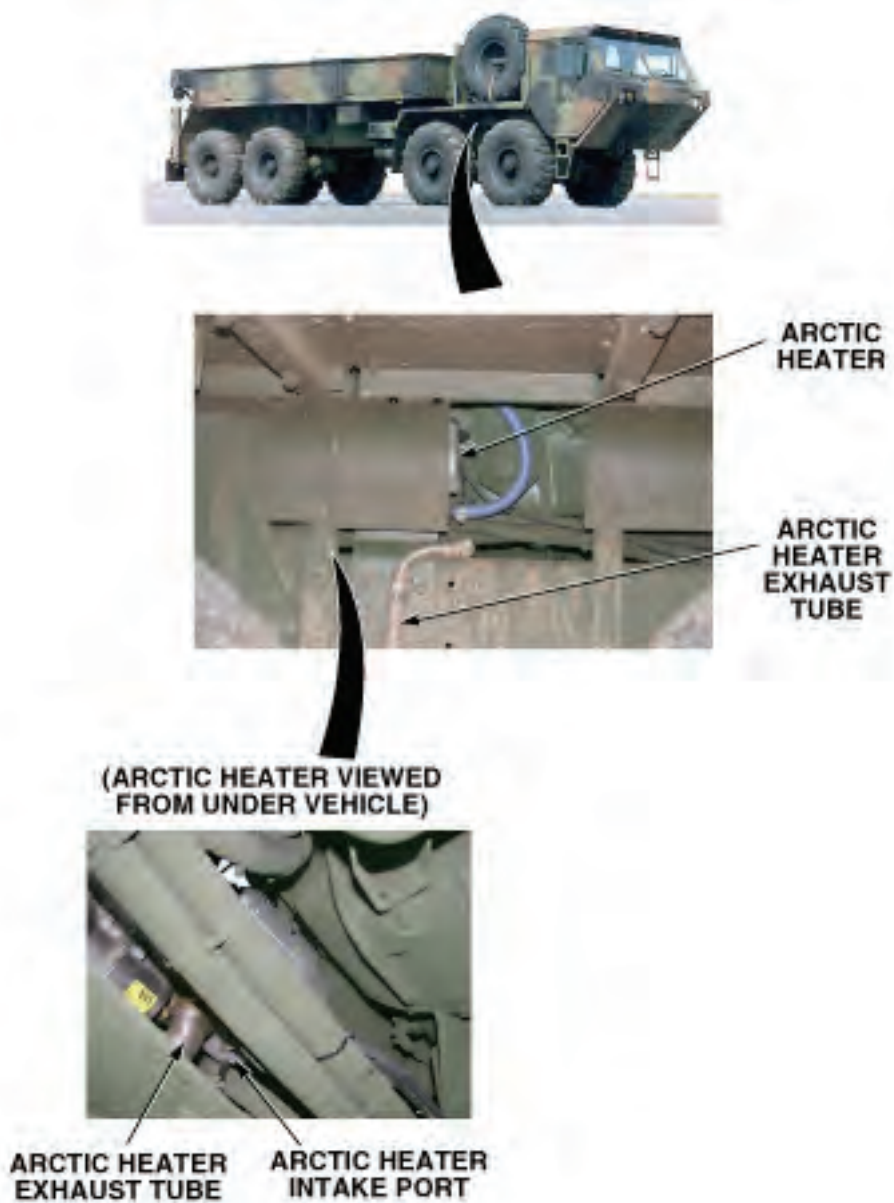 ARCTIC
HEATER
ARCTIC
HEATER
EXHAUST
TUBE
(ARCTIC HEATER VIEWED
FROM UNDER VEHICLE)
ARCTIC HEATER
EXHAUST TUBE
ARCTIC HEATER
INTAKE PORT